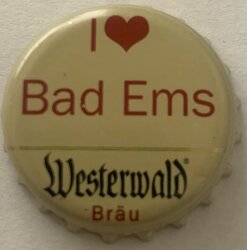 I ❤
Bad Ems
Westerwald®
Bräu